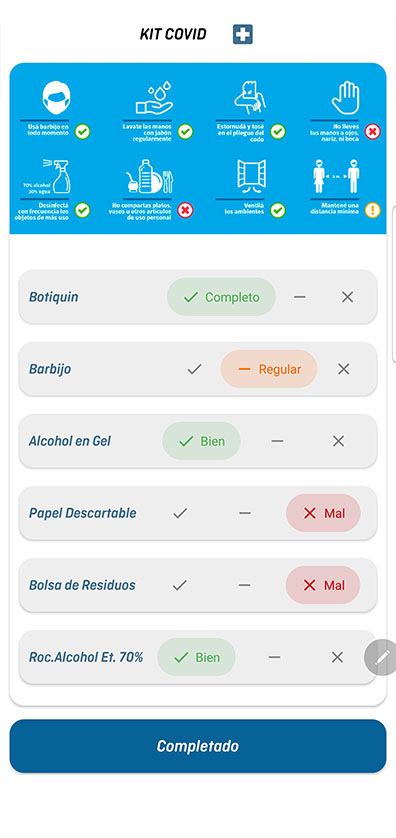 KIT COVID
Usá barbijo en
todo momento
Lavate las manos
con jabón
regularmente
Estornudá y tosé
en el pliegue del
codo
No lleves
tus manos a ojos,
nariz, ni boca
70% alcohol
30% agua
Desinfectá
con frecuencia los
objetos de más uso
No compartas platos,
vasos u otros artículos
de uso personal
Ventilá
los ambientes
2 m
Mantené una
distancia mínima
Botiquin Completo
Barbijo Regular
Alcohol en Gel Bien
Papel Descartable Mal
Bolsa de Residuos Mal
Roc.Alcohol Et. 70% Bien
Completado